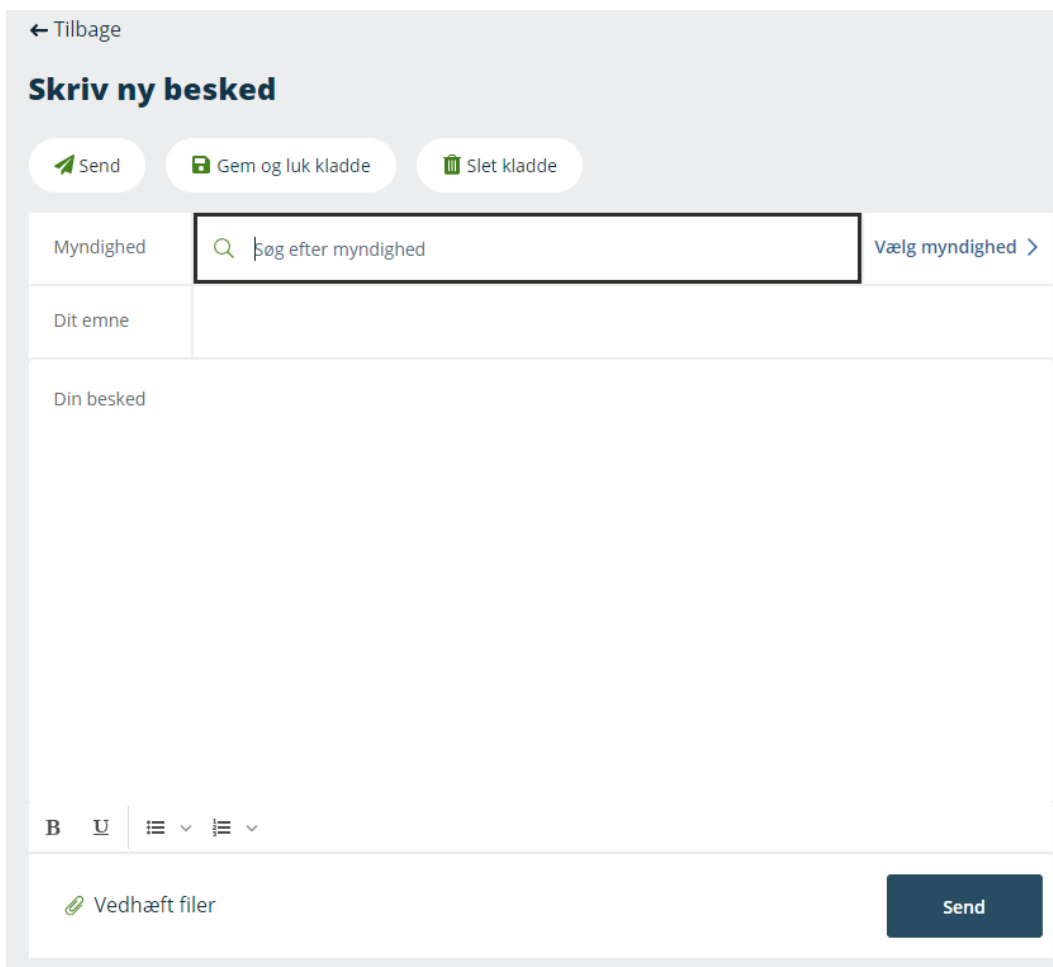 ← Tilbage
Skriv ny besked
Send Gem og luk kladde Slet kladde
Myndighed Søg efter myndighed Vælg myndighed >
Dit emne
Din besked
B U
Vedhæft filer Send